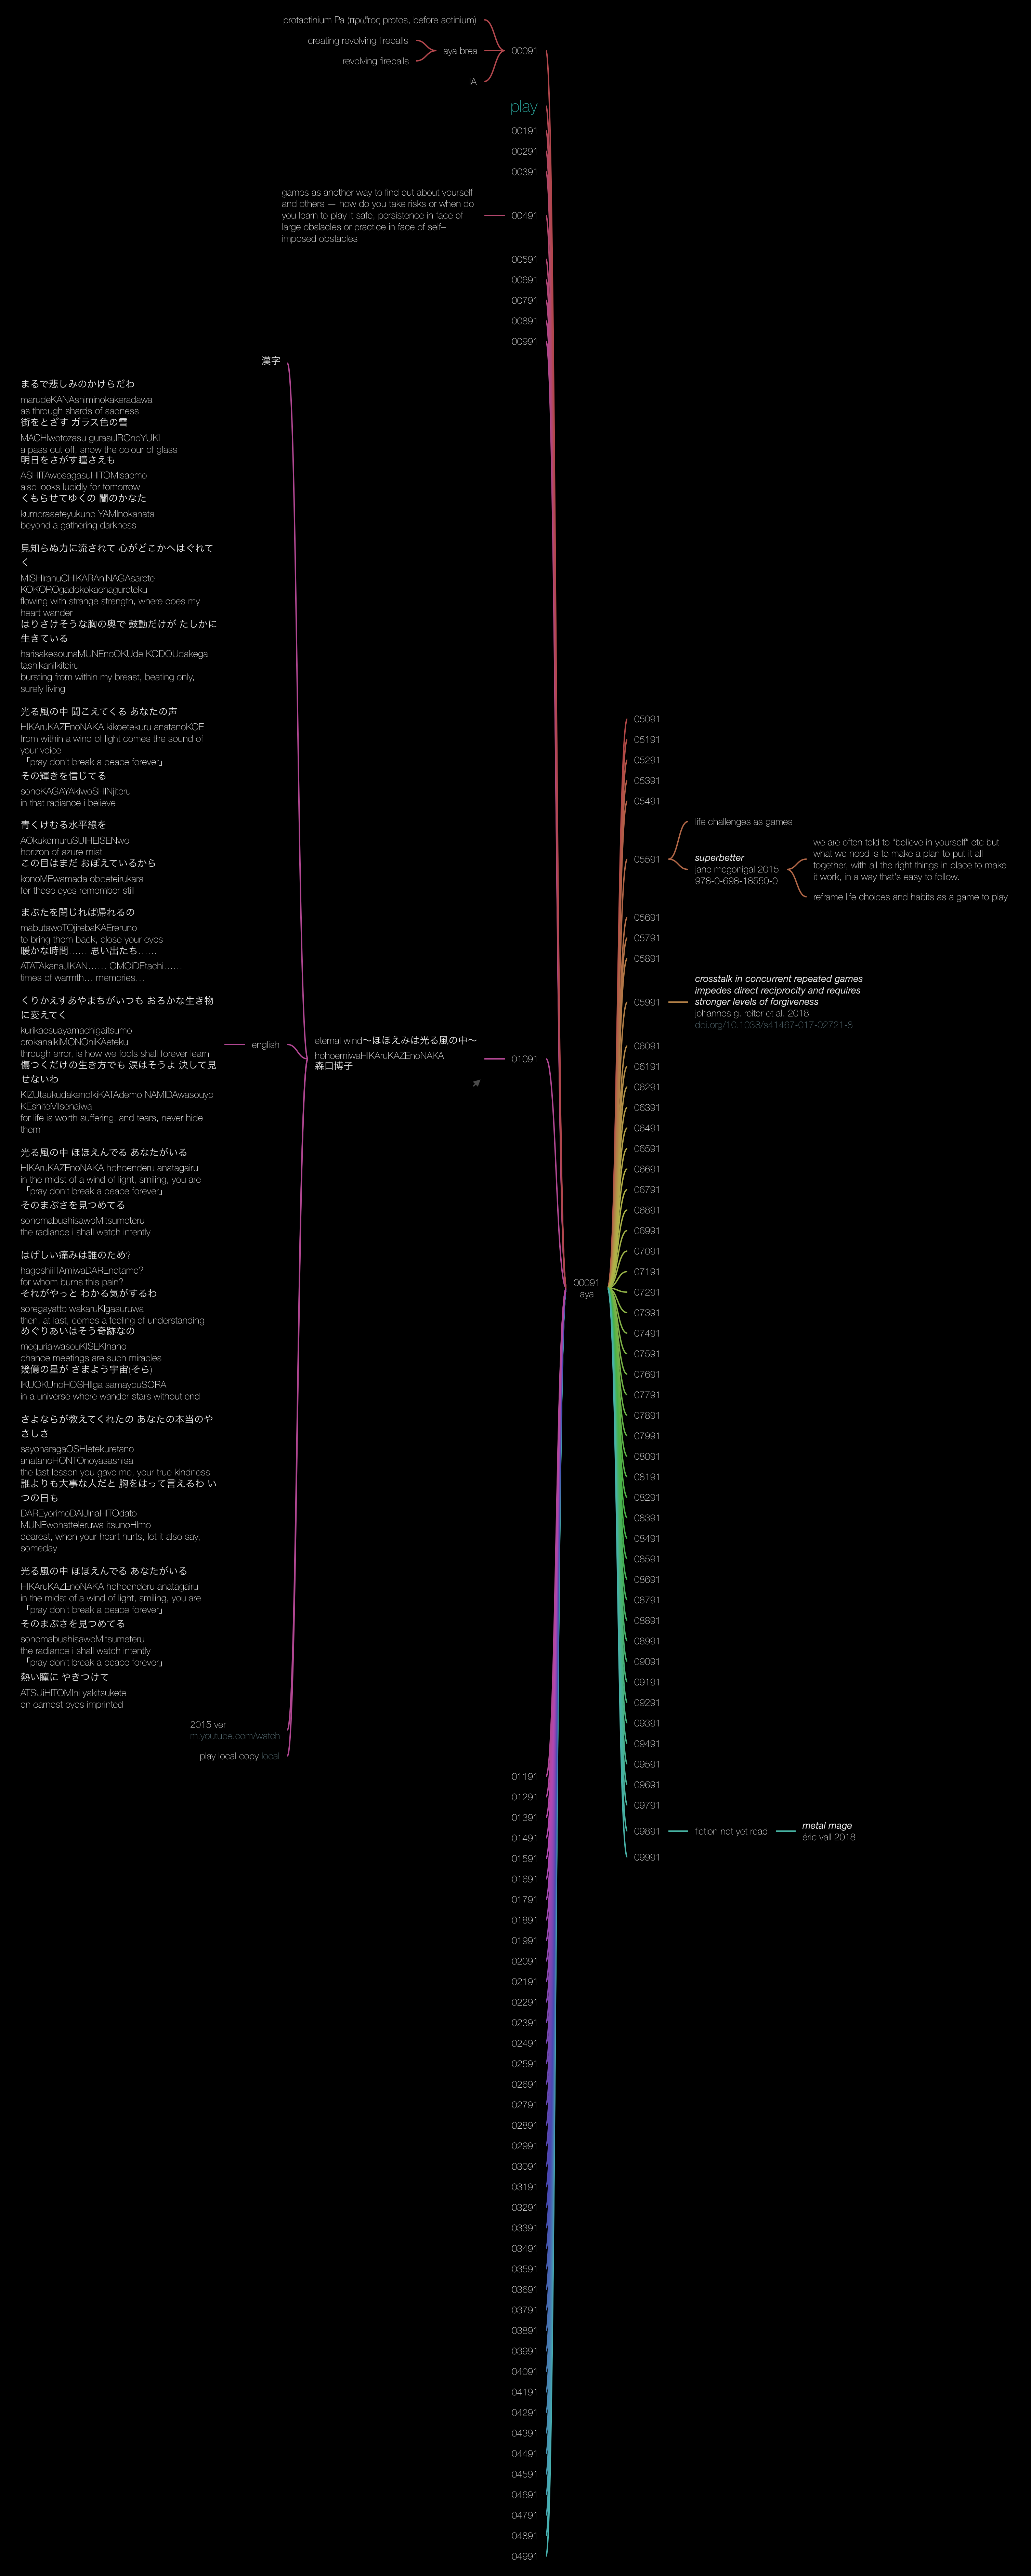 protactinium Pa (πρῶτος protos, before actinium)
creating revolving fireballs
revolving fireballs
aya brea
IA
00091
play
00191
00291
00391
games as another way to find out about yourself
and others — how do you take risks or when do
you learn to play it safe, persistence in face of
large obslacles or practice in face of self–
imposed obstacles
00491
00591
00691
00791
00891
00991
漢字
まるで悲しみのかけらだわ
marudeKANAshiminokakeradawa
as through shards of sadness
街をとざす ガラス色の雪
MACHIwotozasu gurasuIROnoYUKI
a pass cut off, snow the colour of glass
明日をさがす瞳さえも
ASHITAwosagasuHITOMIsaemo
also looks lucidly for tomorrow
くもらせてゆくの 闇のかなた
kumoraseteyukuno YAMInokanata
beyond a gathering darkness
見知らぬ力に流されて 心がどこかへはぐれて
く
MISHIranuCHIKARAniNAGAsarete
KOKOROgadokokaehagureteku
flowing with strange strength, where does my
heart wander
はりさけそうな胸の奥で 鼓動だけが たしかに
生きている
harisakesounaMUNEnoOKUde KODOUdakega
tashikaniIkiteiru
bursting from within my breast, beating only,
surely living
光る風の中 聞こえてくる あなたの声
HIKAruKAZEnoNAKA kikoetekuru anatanoKOE
from within a wind of light comes the sound of
your voice
「pray don't break a peace forever」
その輝きを信じてる
sonoKAGAYAkiwoSHINjiteru
in that radiance i believe
青くけむる水平線を
AOkukemuruSUIHEISENwo
horizon of azure mist
この目はまだ おぼえているから
konoMEwamada oboeteirukara
for these eyes remember still
まぶたを閉じれば帰れるの
mabutawoTOjirebaKAEreruno
to bring them back, close your eyes
暖かな時間…… 思い出たち……
ATATAkanaJIKAN…… OMOiDEtachi……
times of warmth… memories…
くりかえすあやまちがいつも おろかな生き物
に変えてく
kurikaesuayamachigaitsumo
orokanaIkiMONOniKAeteku
through error, is how we fools shall forever learn
傷つくだけの生き方でも 涙はそうよ 決して見
せないわ
KIZUtsukudakenoIkiKATAdemo NAMIDAwasouyo
KEshiteMIsenaiwa
for life is worth suffering, and tears, never hide
them
光る風の中 ほほえんでる あなたがいる
HIKAruKAZEnoNAKA hohoenderu anatagairu
in the midst of a wind of light, smiling, you are
「pray don't break a peace forever」
そのまぶさを見つめてる
sonomabushisawoMItsumeteru
the radiance i shall watch intently
はげしい痛みは誰のため?
hageshiiITAmiwaDAREnotame?
for whom burns this pain?
それがやっと わかる気がするわ
soregayatto wakaruKIgasuruwa
then, at last, comes a feeling of understanding
めぐりあいはそう奇跡なの
meguriaiwasouKISEKInano
chance meetings are such miracles
幾億の星が さまよう宇宙(そら)
IKUOKUnoHOSHIIga samayouSORA
in a universe where wander stars without end
さよならが教えてくれたの あなたの本当のや
さしさ
sayonaragaOSHIetekuretano
anatanoHONTOnoyasashisa
the last lesson you gave me, your true kindness
誰よりも大事な人だと 胸をはって言えるわ い
つの日も
DAREyorimoDAIJInaHITOdato
MUNEwohatteIeruwa itsunoHImo
dearest, when your heart hurts, let it also say,
someday
光る風の中 ほほえんでる あなたがいる
HIKAruKAZEnoNAKA hohoenderu anatagairu
in the midst of a wind of light, smiling, you are
「pray don't break a peace forever」
そのまぶさを見つめてる
sonomabushisawoMItsumeteru
the radiance i shall watch intently
「pray don't break a peace forever」
熱い瞳に やきつけて
ATSUiHITOMIni yakitsukete
on earnest eyes imprinted
english
2015 ver
m.youtube.com/watch
play local copy local
eternal wind〜ほほえみは光る風の中〜
hohoemiwaHIKAruKAZEnoNAKA
森口博子
01091
01191
01291
01391
01491
01591
01691
01791
01891
01991
02091
02191
02291
02391
02491
02591
02691
02791
02891
02991
03091
03191
03291
03391
03491
03591
03691
03791
03891
03991
04091
04191
04291
04391
04491
04591
04691
04791
04891
04991
00091
aya
05091
05191
05291
05391
05491
05591
life challenges as games
superbetter
jane mcgonigal 2015
978-0-698-18550-0
we are often told to “believe in yourself” etc but
what we need is to make a plan to put it all
together, with all the right things in place to make
it work, in a way that's easy to follow.
reframe life choices and habits as a game to play
05691
05791
05891
05991
crosstalk in concurrent repeated games
impedes direct reciprocity and requires
stronger levels of forgiveness
johannes g. reiter et al. 2018
doi.org/10.1038/s41467-017-02721-8
06091
06191
06291
06391
06491
06591
06691
06791
06891
06991
07091
07191
07291
07391
07491
07591
07691
07791
07891
07991
08091
08191
08291
08391
08491
08591
08691
08791
08891
08991
09091
09191
09291
09391
09491
09591
09691
09791
09891
fiction not yet read
metal mage
éric vall 2018
09991